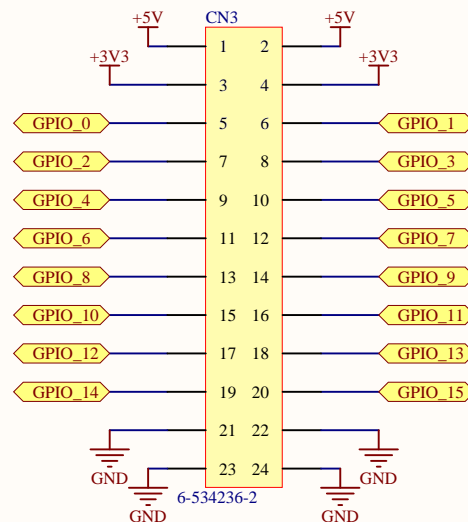 CN3
+5V 1 2 +5V
+3V3 3 4 +3V3
GPIO_0 5 6 GPIO_1
GPIO_2 7 8 GPIO_3
GPIO_4 9 10 GPIO_5
GPIO_6 11 12 GPIO_7
GPIO_8 13 14 GPIO_9
GPIO_10 15 16 GPIO_11
GPIO_12 17 18 GPIO_13
GPIO_14 19 20 GPIO_15
21 22
GND GND
23 24
6-534236-2
GND GND